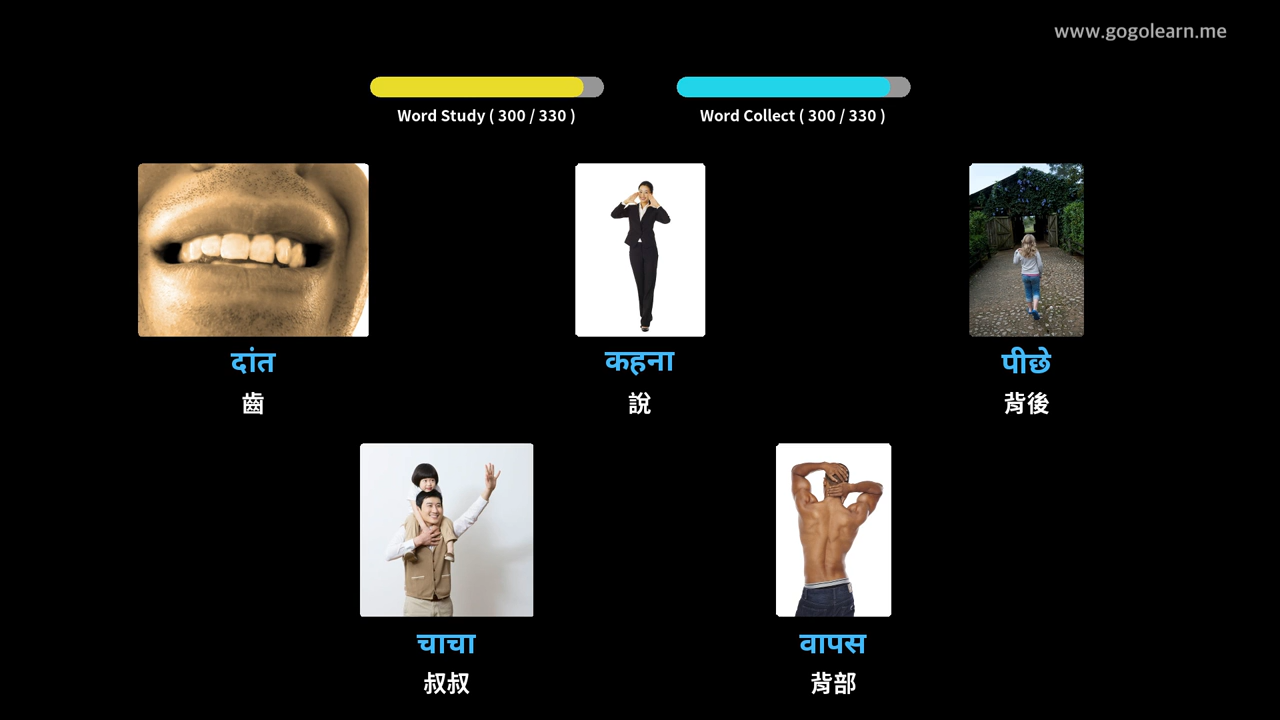 www.gogolearn.me
Word Study ( 300 / 330 )
Word Collect ( 300 / 330 )
दांत
कहना
पीछे
齒
說
背後
चाचा
वापस
叔叔
背部